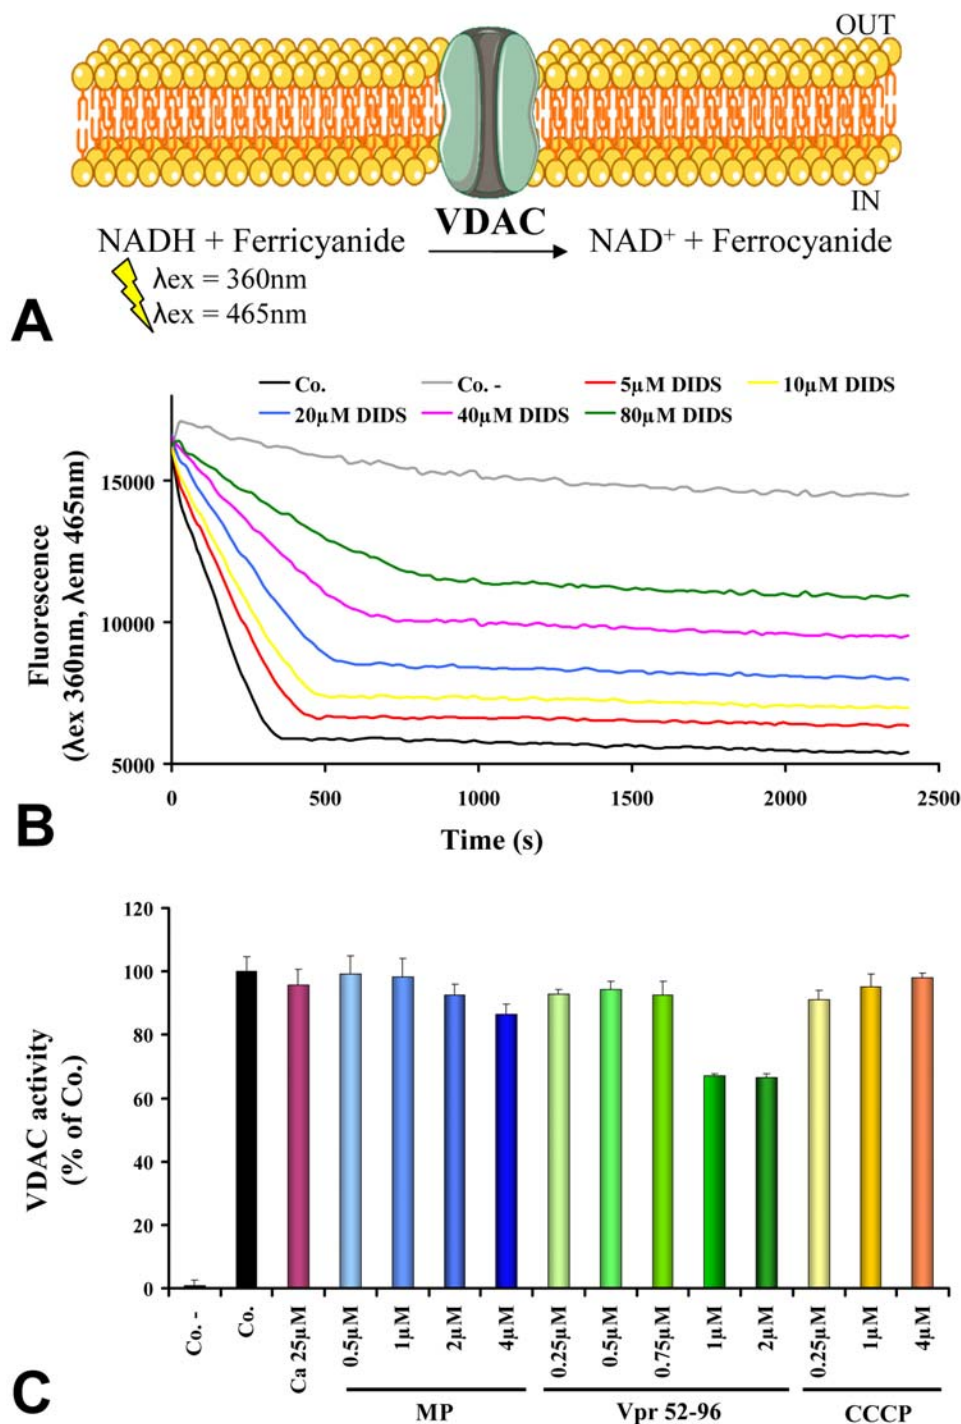 OUT
IN
VDAC
NADH + Ferricyanide NAD⁺ + Ferrocyanide
λex = 360nm
λex = 465nm
A
Co. Co. - 5µM DIDS 10µM DIDS
20µM DIDS 40µM DIDS 80µM DIDS
Fluorescence
(λex 360nm, λem 465nm)
15000
10000
5000
0 500 1000 1500 2000 2500
Time (s)
B
VDAC activity
(% of Co.)
120
100
80
60
40
20
0
Co. - Co. Ca 25µM 0.5µM 1µM 2µM 4µM 0.25µM 0.5µM 0.75µM 1µM 2µM 0.25µM 1µM 4µM
MP Vpr 52-96 CCCP
C